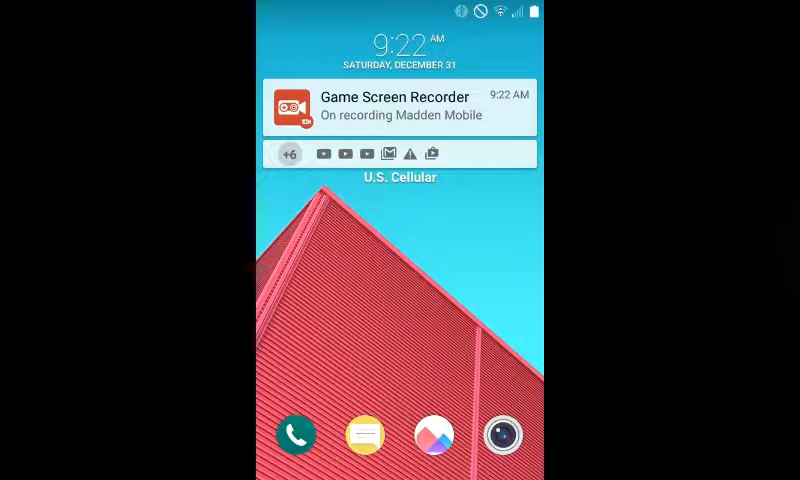 9:22 AM
SATURDAY, DECEMBER 31
Game Screen Recorder 9:22 AM
On recording Madden Mobile
+6
U.S. Cellular